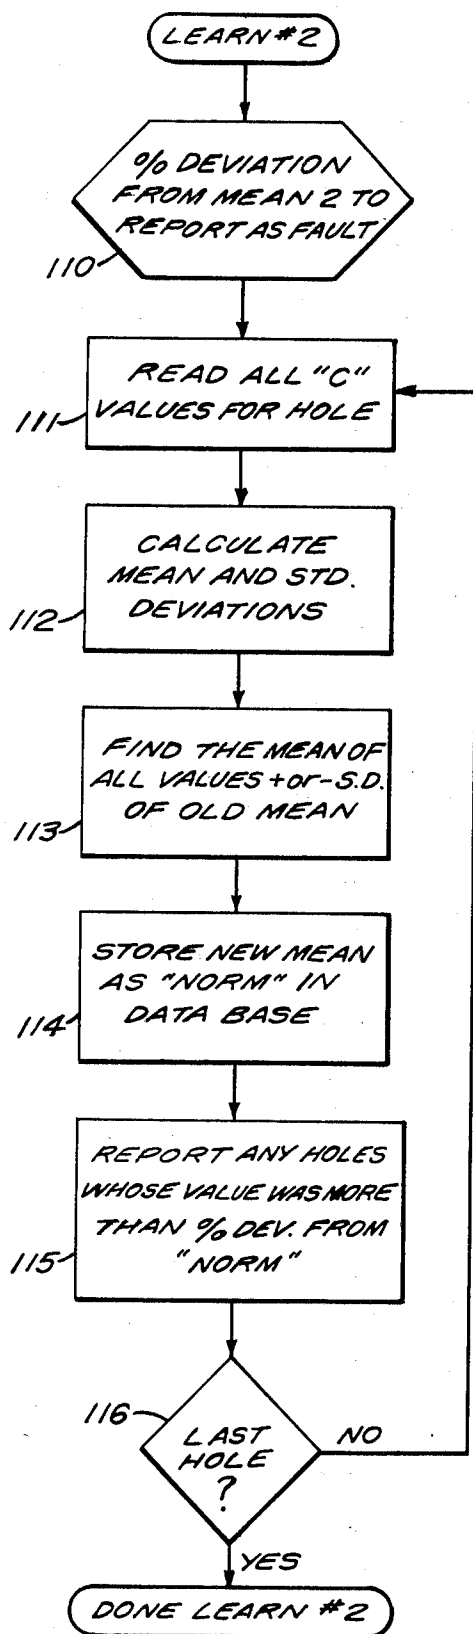 LEARN #2
% DEVIATION
FROM MEAN 2 TO
REPORT AS FAULT
110
READ ALL "C"
VALUES FOR HOLE
111
CALCULATE
MEAN AND STD.
DEVIATIONS
112
FIND THE MEAN OF
ALL VALUES + or - S.D.
OF OLD MEAN
113
STORE NEW MEAN
AS "NORM" IN
DATA BASE
114
REPORT ANY HOLES
WHOSE VALUE WAS MORE
THAN % DEV. FROM
"NORM"
115
116
LAST
HOLE
?
NO
YES
DONE LEARN #2